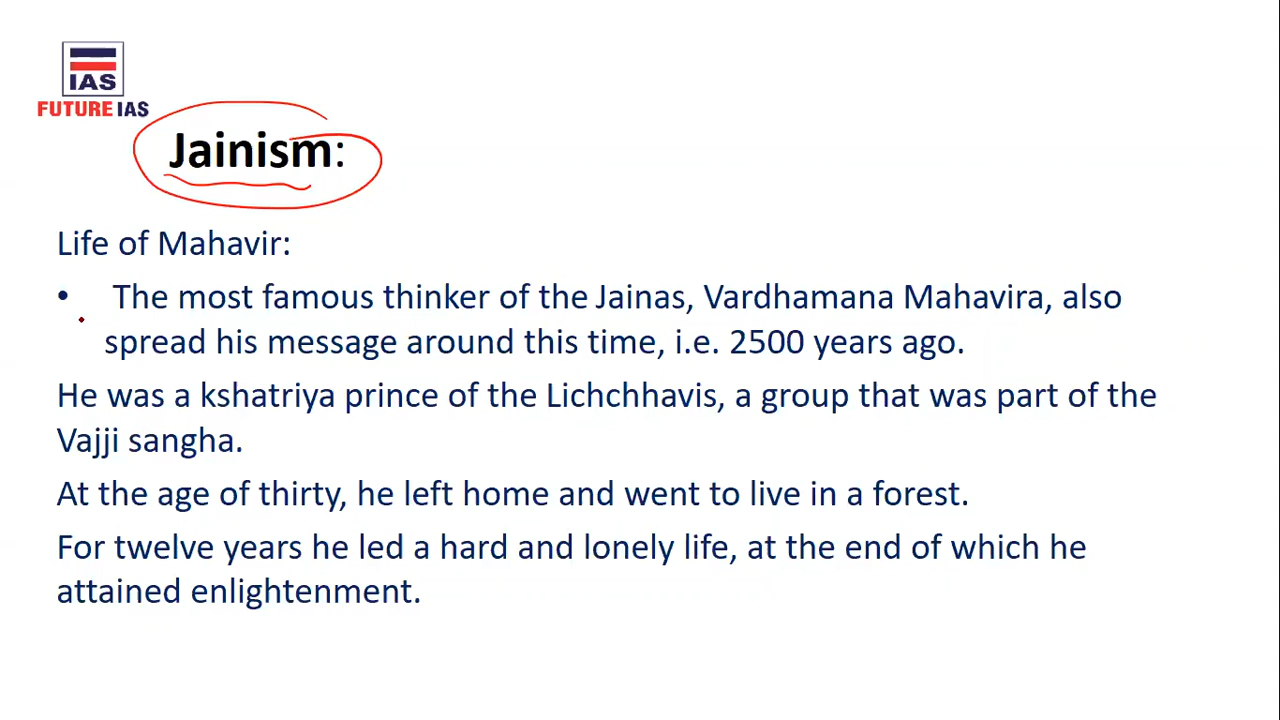 IAS
FUTURE IAS
Jainism:
Life of Mahavir:
• The most famous thinker of the Jainas, Vardhamana Mahavira, also
spread his message around this time, i.e. 2500 years ago.
He was a kshatriya prince of the Lichchhavis, a group that was part of the
Vajji sangha.
At the age of thirty, he left home and went to live in a forest.
For twelve years he led a hard and lonely life, at the end of which he
attained enlightenment.